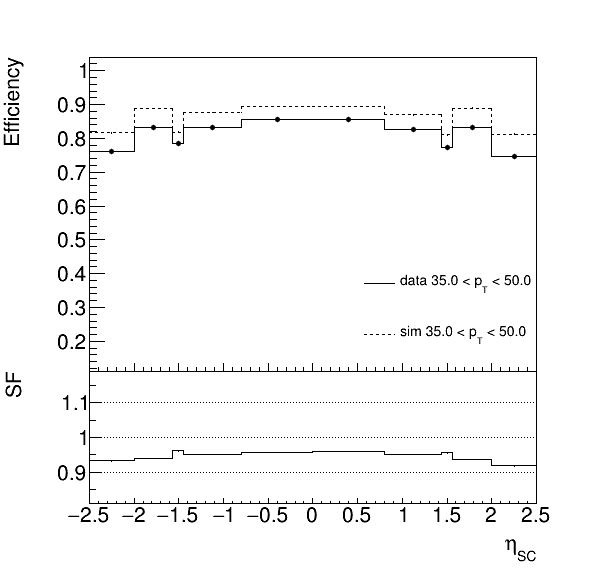 Efficiency
1
0.9
0.8
0.7
0.6
0.5
0.4
0.3
0.2
data 35.0 < p_T < 50.0
sim 35.0 < p_T < 50.0
SF
1.1
1
0.9
−2.5 −2 −1.5 −1 −0.5 0 0.5 1 1.5 2 2.5
η_SC